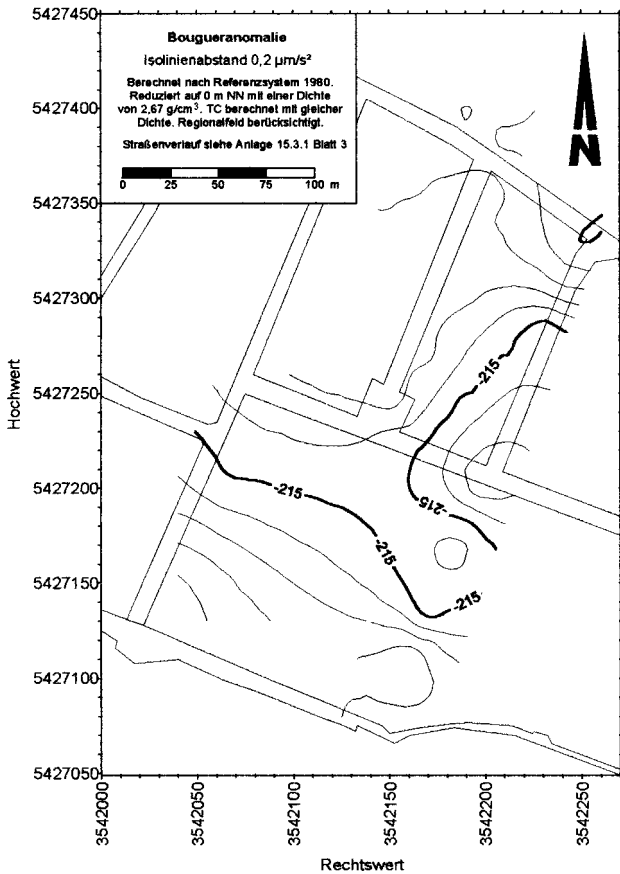 Bougueranomalie
Isolinienabstand 0,2 µm/s²
Berechnet nach Referenzsystem 1980.
Reduziert auf 0 m NN mit einer Dichte
von 2,67 g/cm³. TC berechnet mit gleicher
Dichte. Regionalfeld berücksichtigt.
Straßenverlauf siehe Anlage 15.3.1 Blatt 3
0 25 50 75 100 m
N
Hochwert
5427450
5427400
5427350
5427300
5427250
5427200
5427150
5427100
5427050
-215
-215
-215
-215
-215
3542000
3542050
3542100
3542150
3542200
3542250
Rechtswert